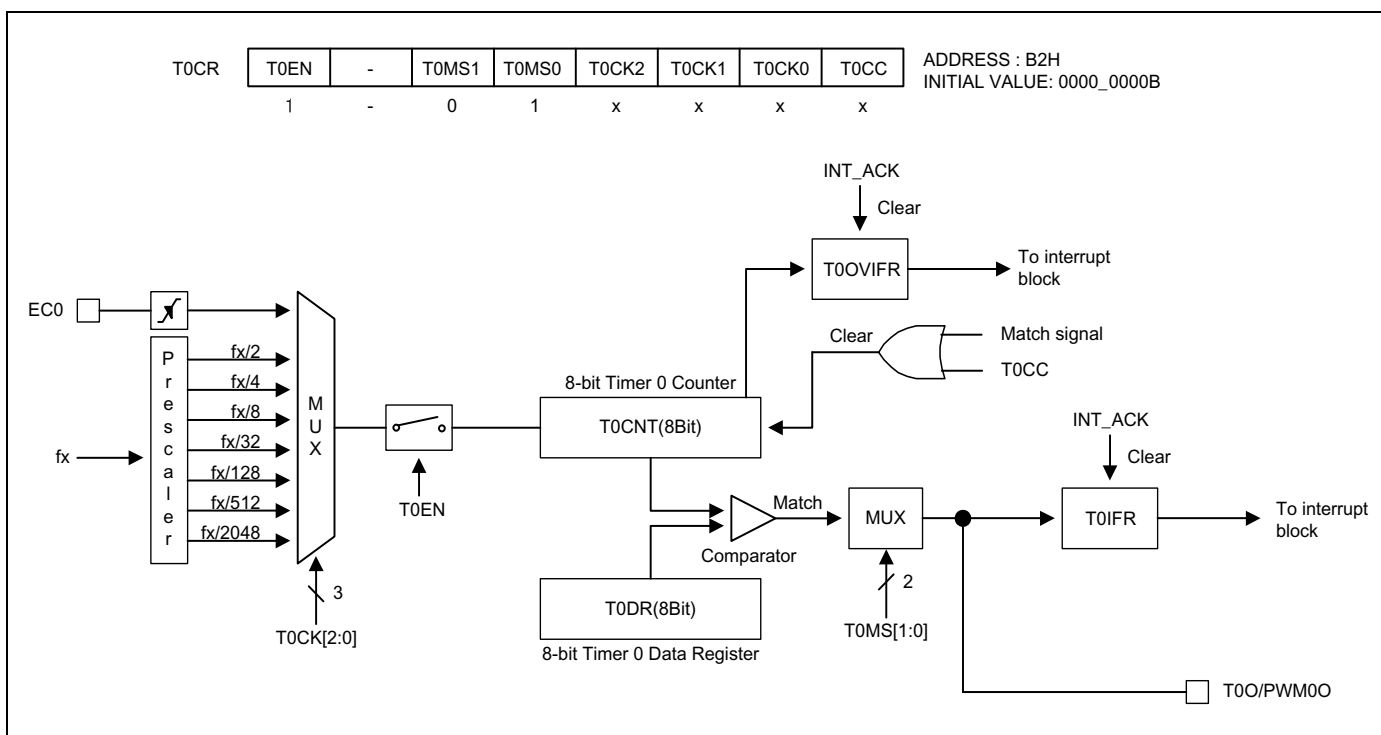 T0CR T0EN - T0MS1 T0MS0 T0CK2 T0CK1 T0CK0 T0CC ADDRESS : B2H
INITIAL VALUE: 0000_0000B
1 - 0 1 x x x x
INT_ACK
Clear
T0OVIFR
To interrupt
block
EC0
Prescaler
fx
fx/2
fx/4
fx/8
fx/32
fx/128
fx/512
fx/2048
MUX
3
T0CK[2:0]
T0EN
8-bit Timer 0 Counter
T0CNT(8Bit)
Clear
Match signal
T0CC
Match
Comparator
T0DR(8Bit)
8-bit Timer 0 Data Register
MUX
2
T0MS[1:0]
INT_ACK
Clear
T0IFR
To interrupt
block
T0O/PWM0O